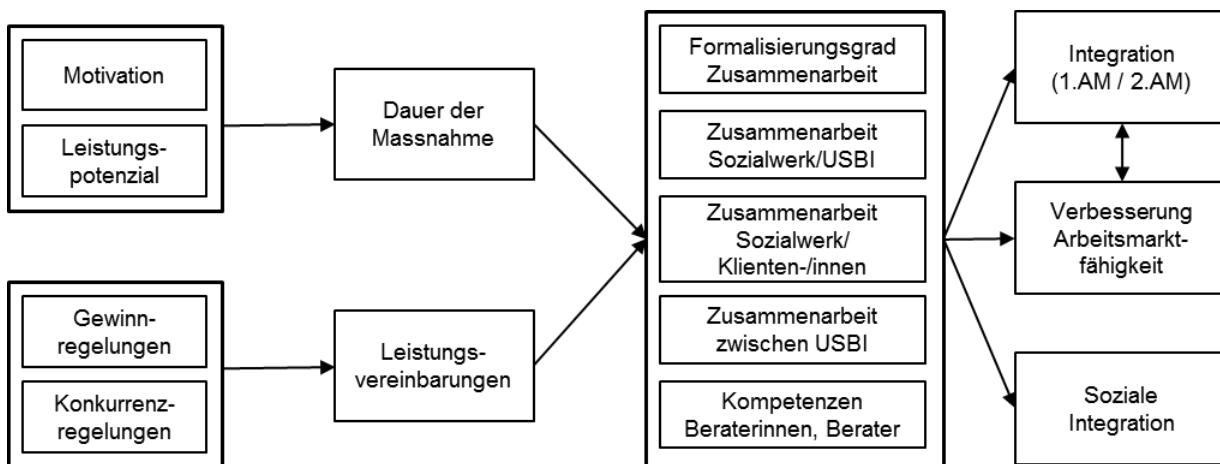 Motivation
Leistungs-
potenzial
Gewinn-
regelungen
Konkurrenz-
regelungen
Dauer der
Massnahme
Leistungs-
vereinbarungen
Formalisierungsgrad
Zusammenarbeit
Zusammenarbeit
Sozialwerk/USBI
Zusammenarbeit
Sozialwerk/
Klienten-/innen
Zusammenarbeit
zwischen USBI
Kompetenzen
Beraterinnen, Berater
Integration
(1.AM / 2.AM)
Verbesserung
Arbeitsmarkt-
fähigkeit
Soziale
Integration